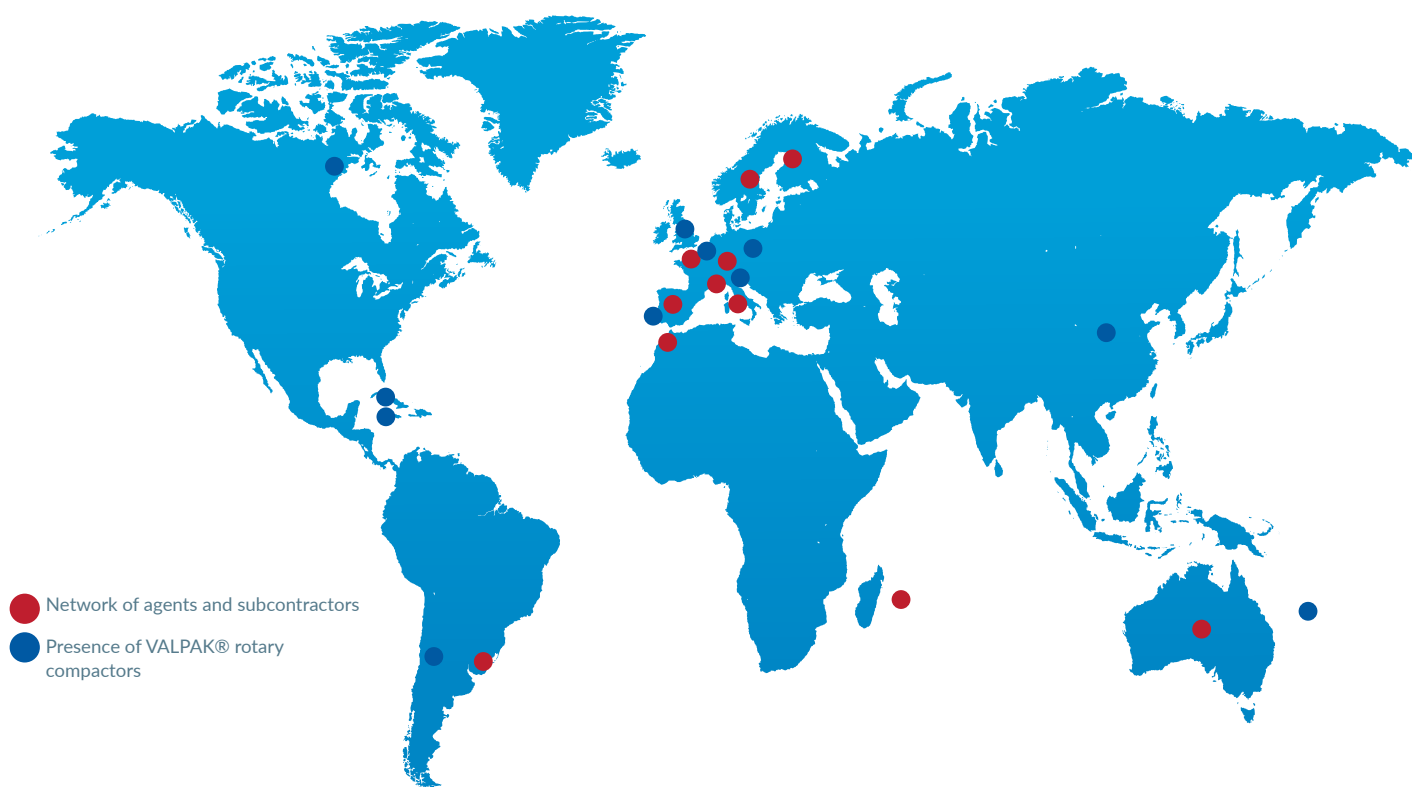 Network of agents and subcontractors
Presence of VALPAK® rotary
compactors